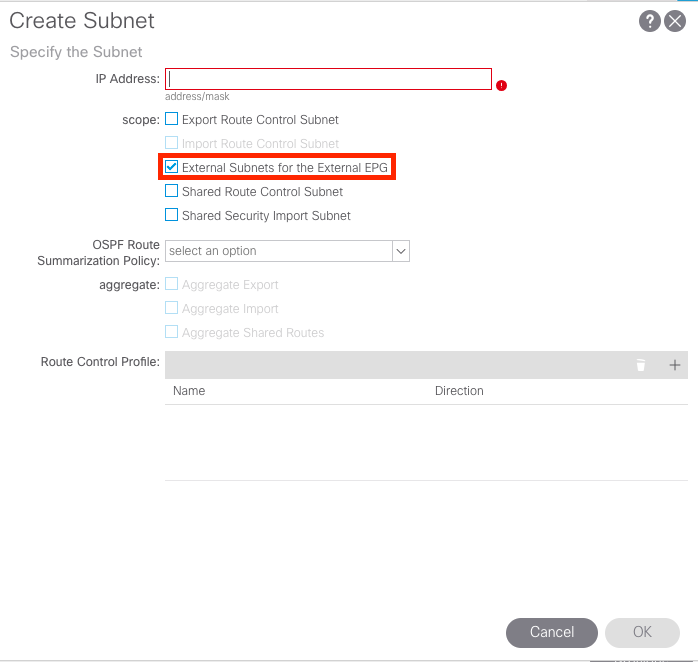 Create Subnet
?
Specify the Subnet
IP Address:
!
address/mask
scope:
Export Route Control Subnet
Import Route Control Subnet
External Subnets for the External EPG
Shared Route Control Subnet
Shared Security Import Subnet
OSPF Route
Summarization Policy:
select an option
aggregate:
Aggregate Export
Aggregate Import
Aggregate Shared Routes
Route Control Profile:
Name Direction
Cancel OK